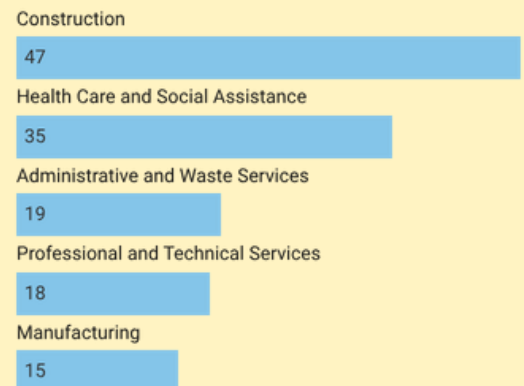 Construction
47
Health Care and Social Assistance
35
Administrative and Waste Services
19
Professional and Technical Services
18
Manufacturing
15